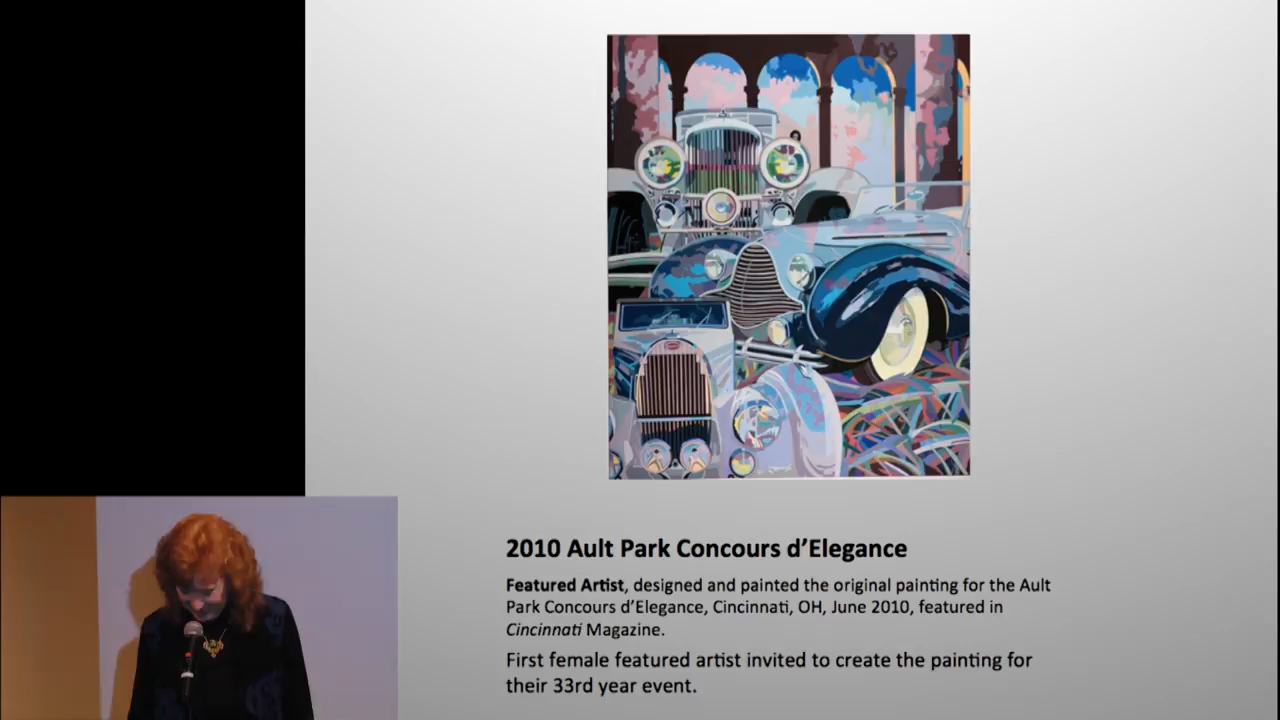 2010 Ault Park Concours d’Elegance
Featured Artist, designed and painted the original painting for the Ault
Park Concours d’Elegance, Cincinnati, OH, June 2010, featured in
Cincinnati Magazine.
First female featured artist invited to create the painting for
their 33rd year event.